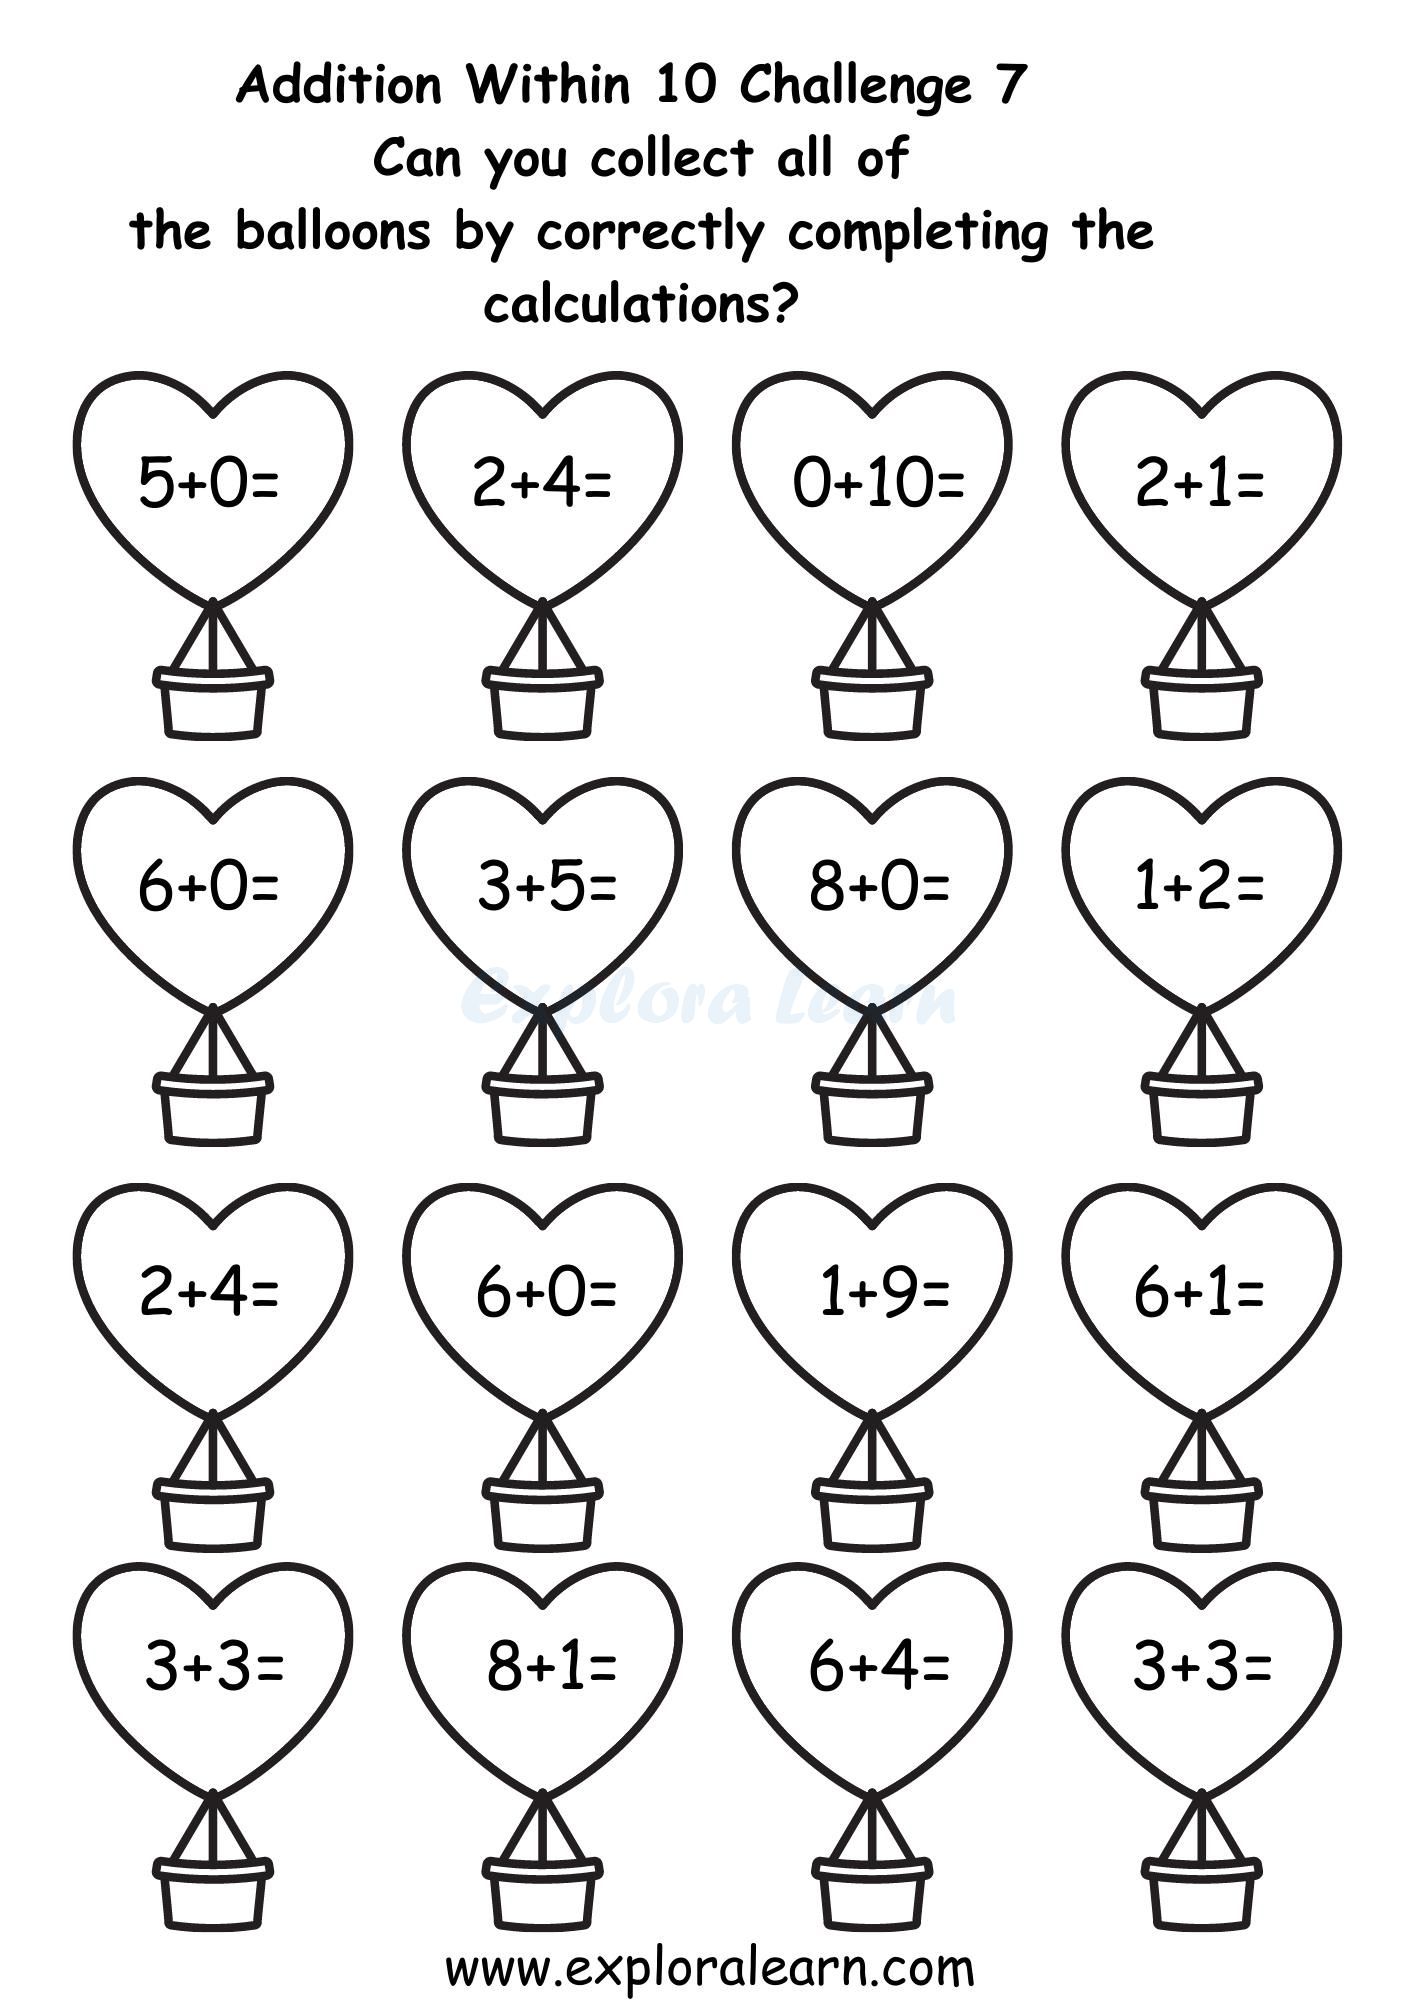 Addition Within 10 Challenge 7
Can you collect all of
the balloons by correctly completing the
calculations?
5+0= 2+4= 0+10= 2+1=
6+0= 3+5= 8+0= 1+2=
Explora Learn
2+4= 6+0= 1+9= 6+1=
3+3= 8+1= 6+4= 3+3=
www.exploralearn.com